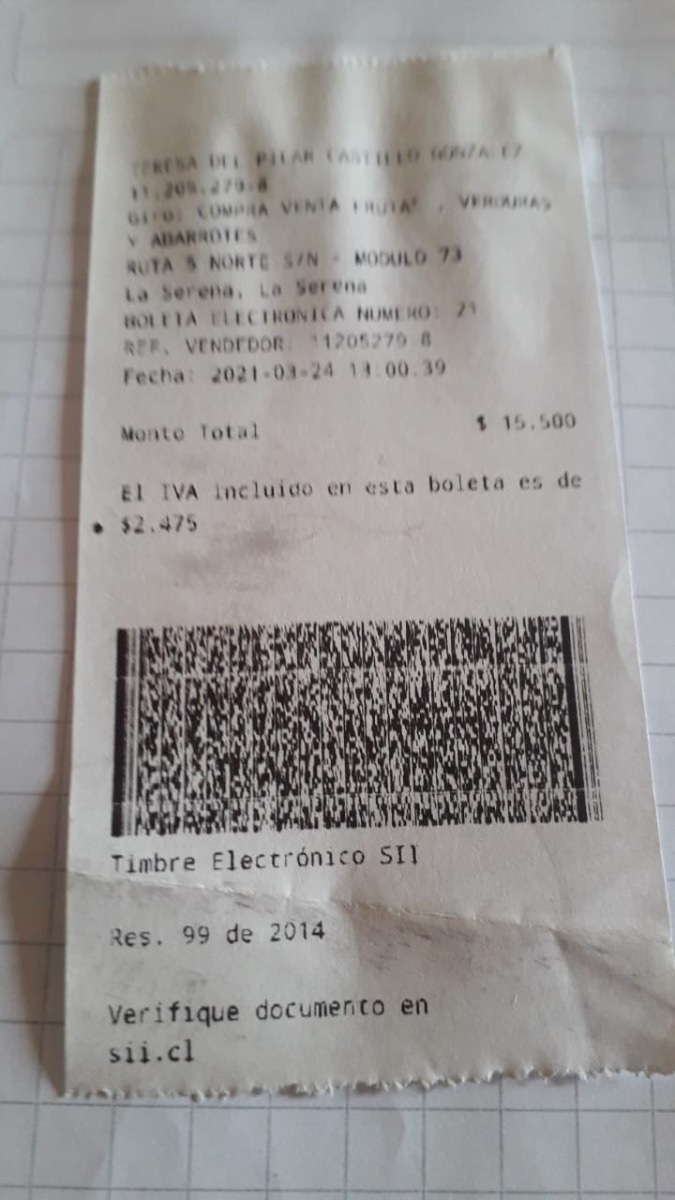 TERESA DEL PILAR CASTILLO GONZALEZ
11.205.279-8
Giro: COMPRA VENTA FRUTAS , VERDURAS
Y ABARROTES
RUTA 5 NORTE S/N - MODULO 73
La Serena, La Serena
BOLETA ELECTRONICA NUMERO: 21
REF. VENDEDOR: 11205279-8
Fecha: 2021-03-24 13:00:39
Monto Total $ 15.500
El IVA incluido en esta boleta es de
$2.475
Timbre Electrónico SII
Res. 99 de 2014
Verifique documento en
sii.cl